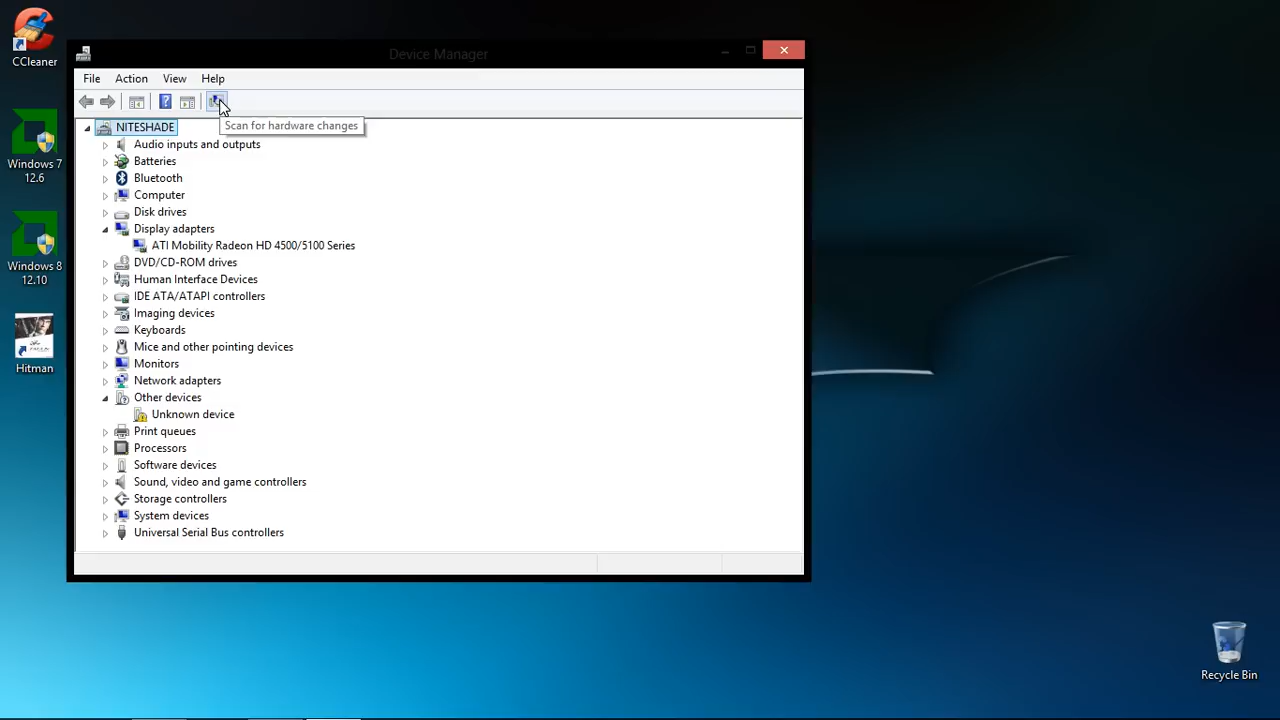 CCleaner
Windows 7
12.6
Windows 8
12.10
Hitman
Device Manager
File Action View Help
Scan for hardware changes
NITESHADE
Audio inputs and outputs
Batteries
Bluetooth
Computer
Disk drives
Display adapters
ATI Mobility Radeon HD 4500/5100 Series
DVD/CD-ROM drives
Human Interface Devices
IDE ATA/ATAPI controllers
Imaging devices
Keyboards
Mice and other pointing devices
Monitors
Network adapters
Other devices
Unknown device
Print queues
Processors
Software devices
Sound, video and game controllers
Storage controllers
System devices
Universal Serial Bus controllers
Recycle Bin